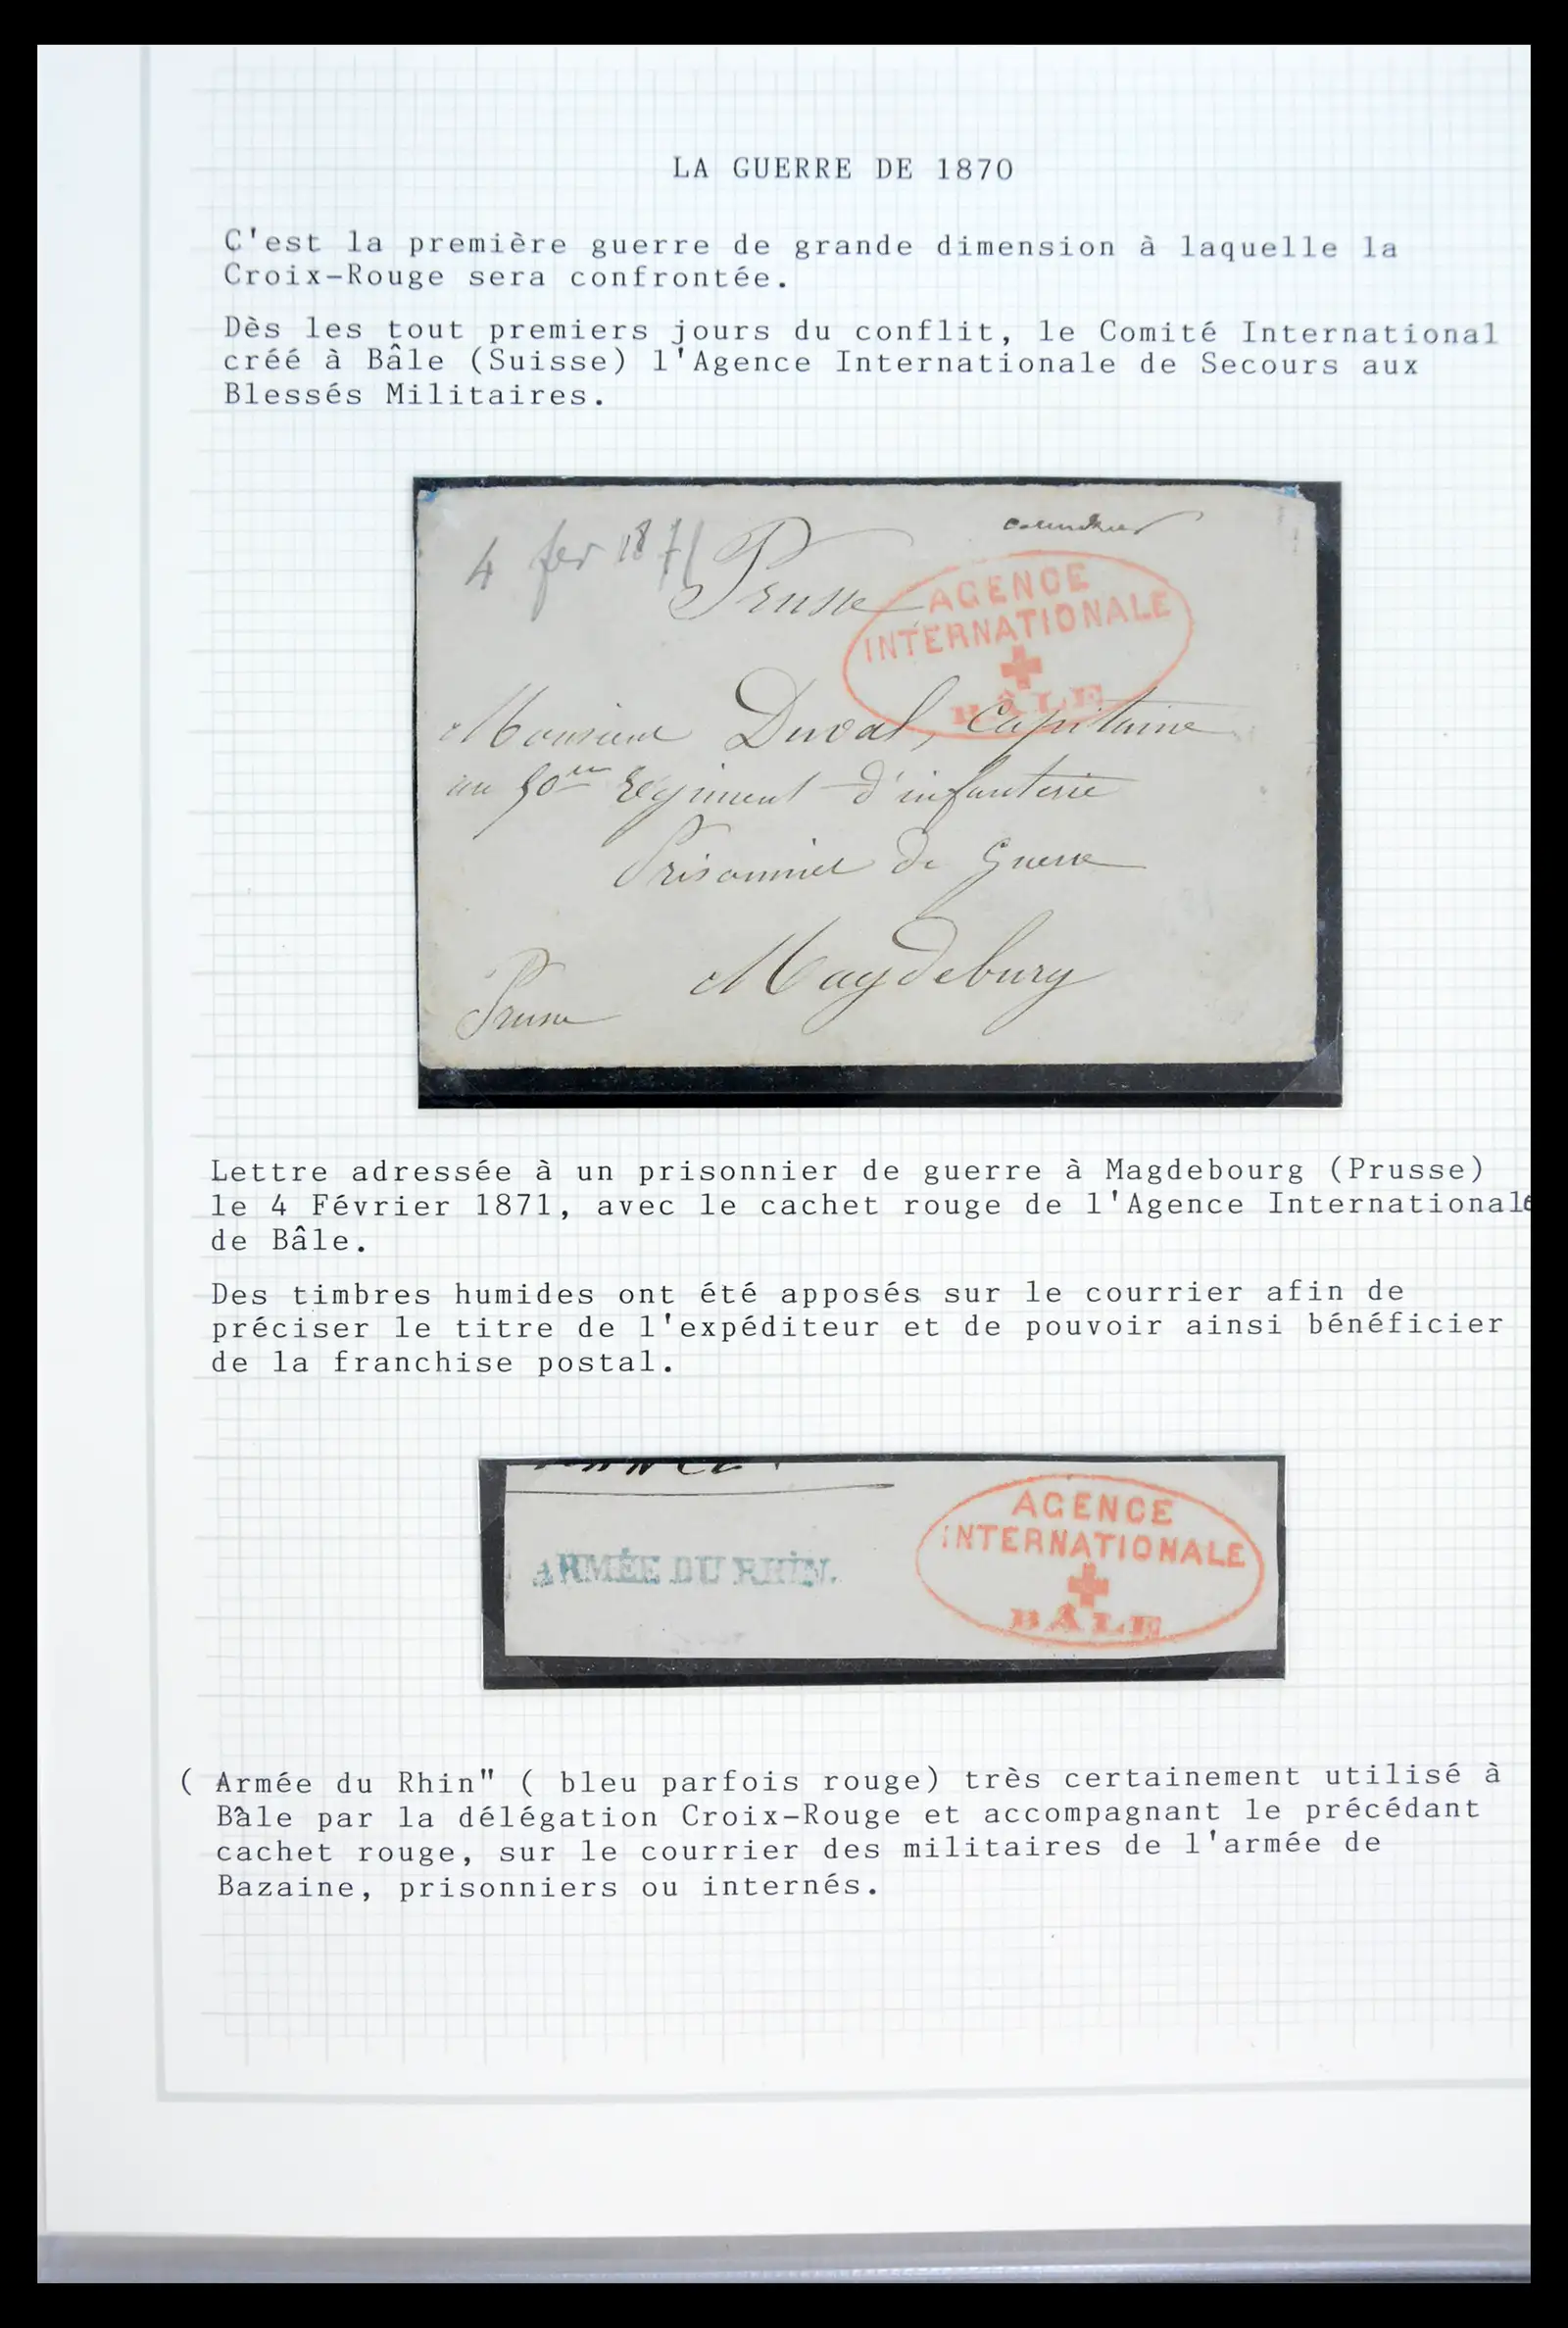 LA GUERRE DE 1870
C'est la première guerre de grande dimension à laquelle la
Croix-Rouge sera confrontée.
Dès les tout premiers jours du conflit, le Comité International
créé à Bâle (Suisse) l'Agence Internationale de Secours aux
Blessés Militaires.
4 fev 1871
Prusse
AGENCE
INTERNATIONALE
BÂLE
Monsieur Duval, Capitaine
au 50me Régiment d'infanterie
Prisonnier de Guerre
Magdeburg
Prusse
Lettre adressée à un prisonnier de guerre à Magdebourg (Prusse)
le 4 Février 1871, avec le cachet rouge de l'Agence Internationale
de Bâle.
Des timbres humides ont été apposés sur le courrier afin de
préciser le titre de l'expéditeur et de pouvoir ainsi bénéficier
de la franchise postal.
ARMÉE DU RHIN.
AGENCE
INTERNATIONALE
BÂLE
( Armée du Rhin" ( bleu parfois rouge) très certainement utilisé à
Bâle par la délégation Croix-Rouge et accompagnant le précédant
cachet rouge, sur le courrier des militaires de l'armée de
Bazaine, prisonniers ou internés.